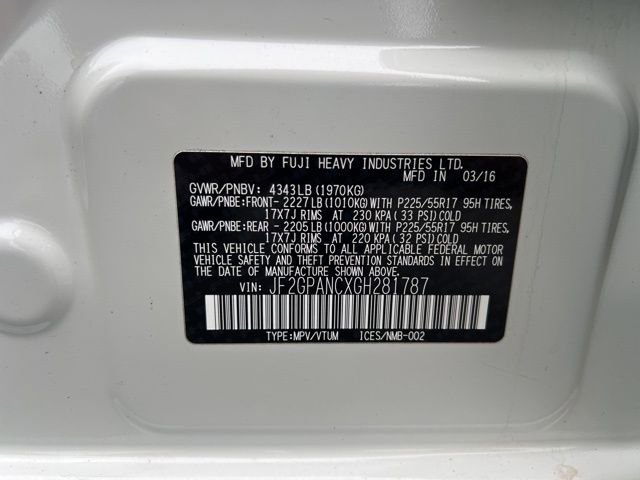 MFD BY FUJI HEAVY INDUSTRIES LTD.
MFD IN 03/16
GVWR/PNBV: 4343LB(1970KG)
GAWR/PNBE:FRONT- 2227LB(1010KG)WITH P225/55R17 95H TIRES,
17X7J RIMS AT 230 KPA(33 PSI)COLD
GAWR/PNBE:REAR - 2205LB(1000KG)WITH P225/55R17 95H TIRES,
17X7J RIMS AT 220 KPA(32 PSI)COLD
THIS VEHICLE CONFORMS TO ALL APPLICABLE FEDERAL MOTOR
VEHICLE SAFETY AND THEFT PREVENTION STANDARDS IN EFFECT ON
THE DATE OF MANUFACTURE SHOWN ABOVE.
VIN: JF2GPANCXGH281787
TYPE:MPV/VTUM ICES/NMB-002